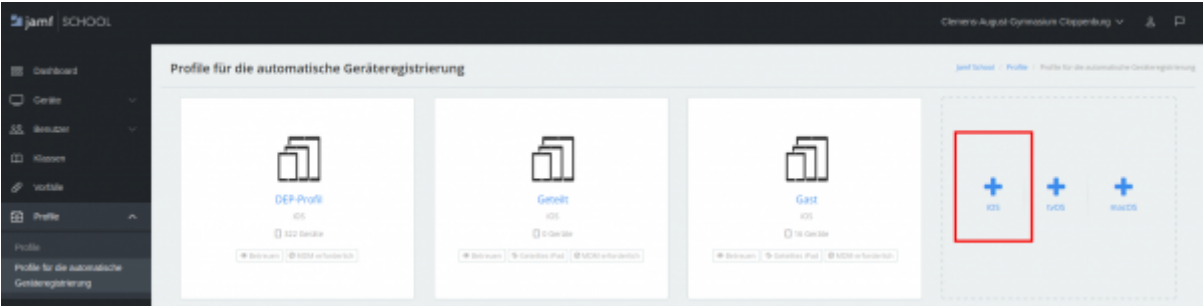 jamf SCHOOL
Clemens-August-Gymnasium Cloppenburg
Dashboard
Geräte
Benutzer
Klassen
Vorfälle
Profile
Profile
Profile für die automatische
Geräteregistrierung
Profile für die automatische Geräteregistrierung
Jamf School / Profile / Profile für die automatische Geräteregistrierung
DEP-Profil
iOS
322 Geräte
Betreuen MDM erforderlich
Geteilt
iOS
0 Geräte
Betreuen Geteiltes iPad MDM erforderlich
Gast
iOS
16 Geräte
Betreuen Geteiltes iPad MDM erforderlich
iOS
tvOS
macOS